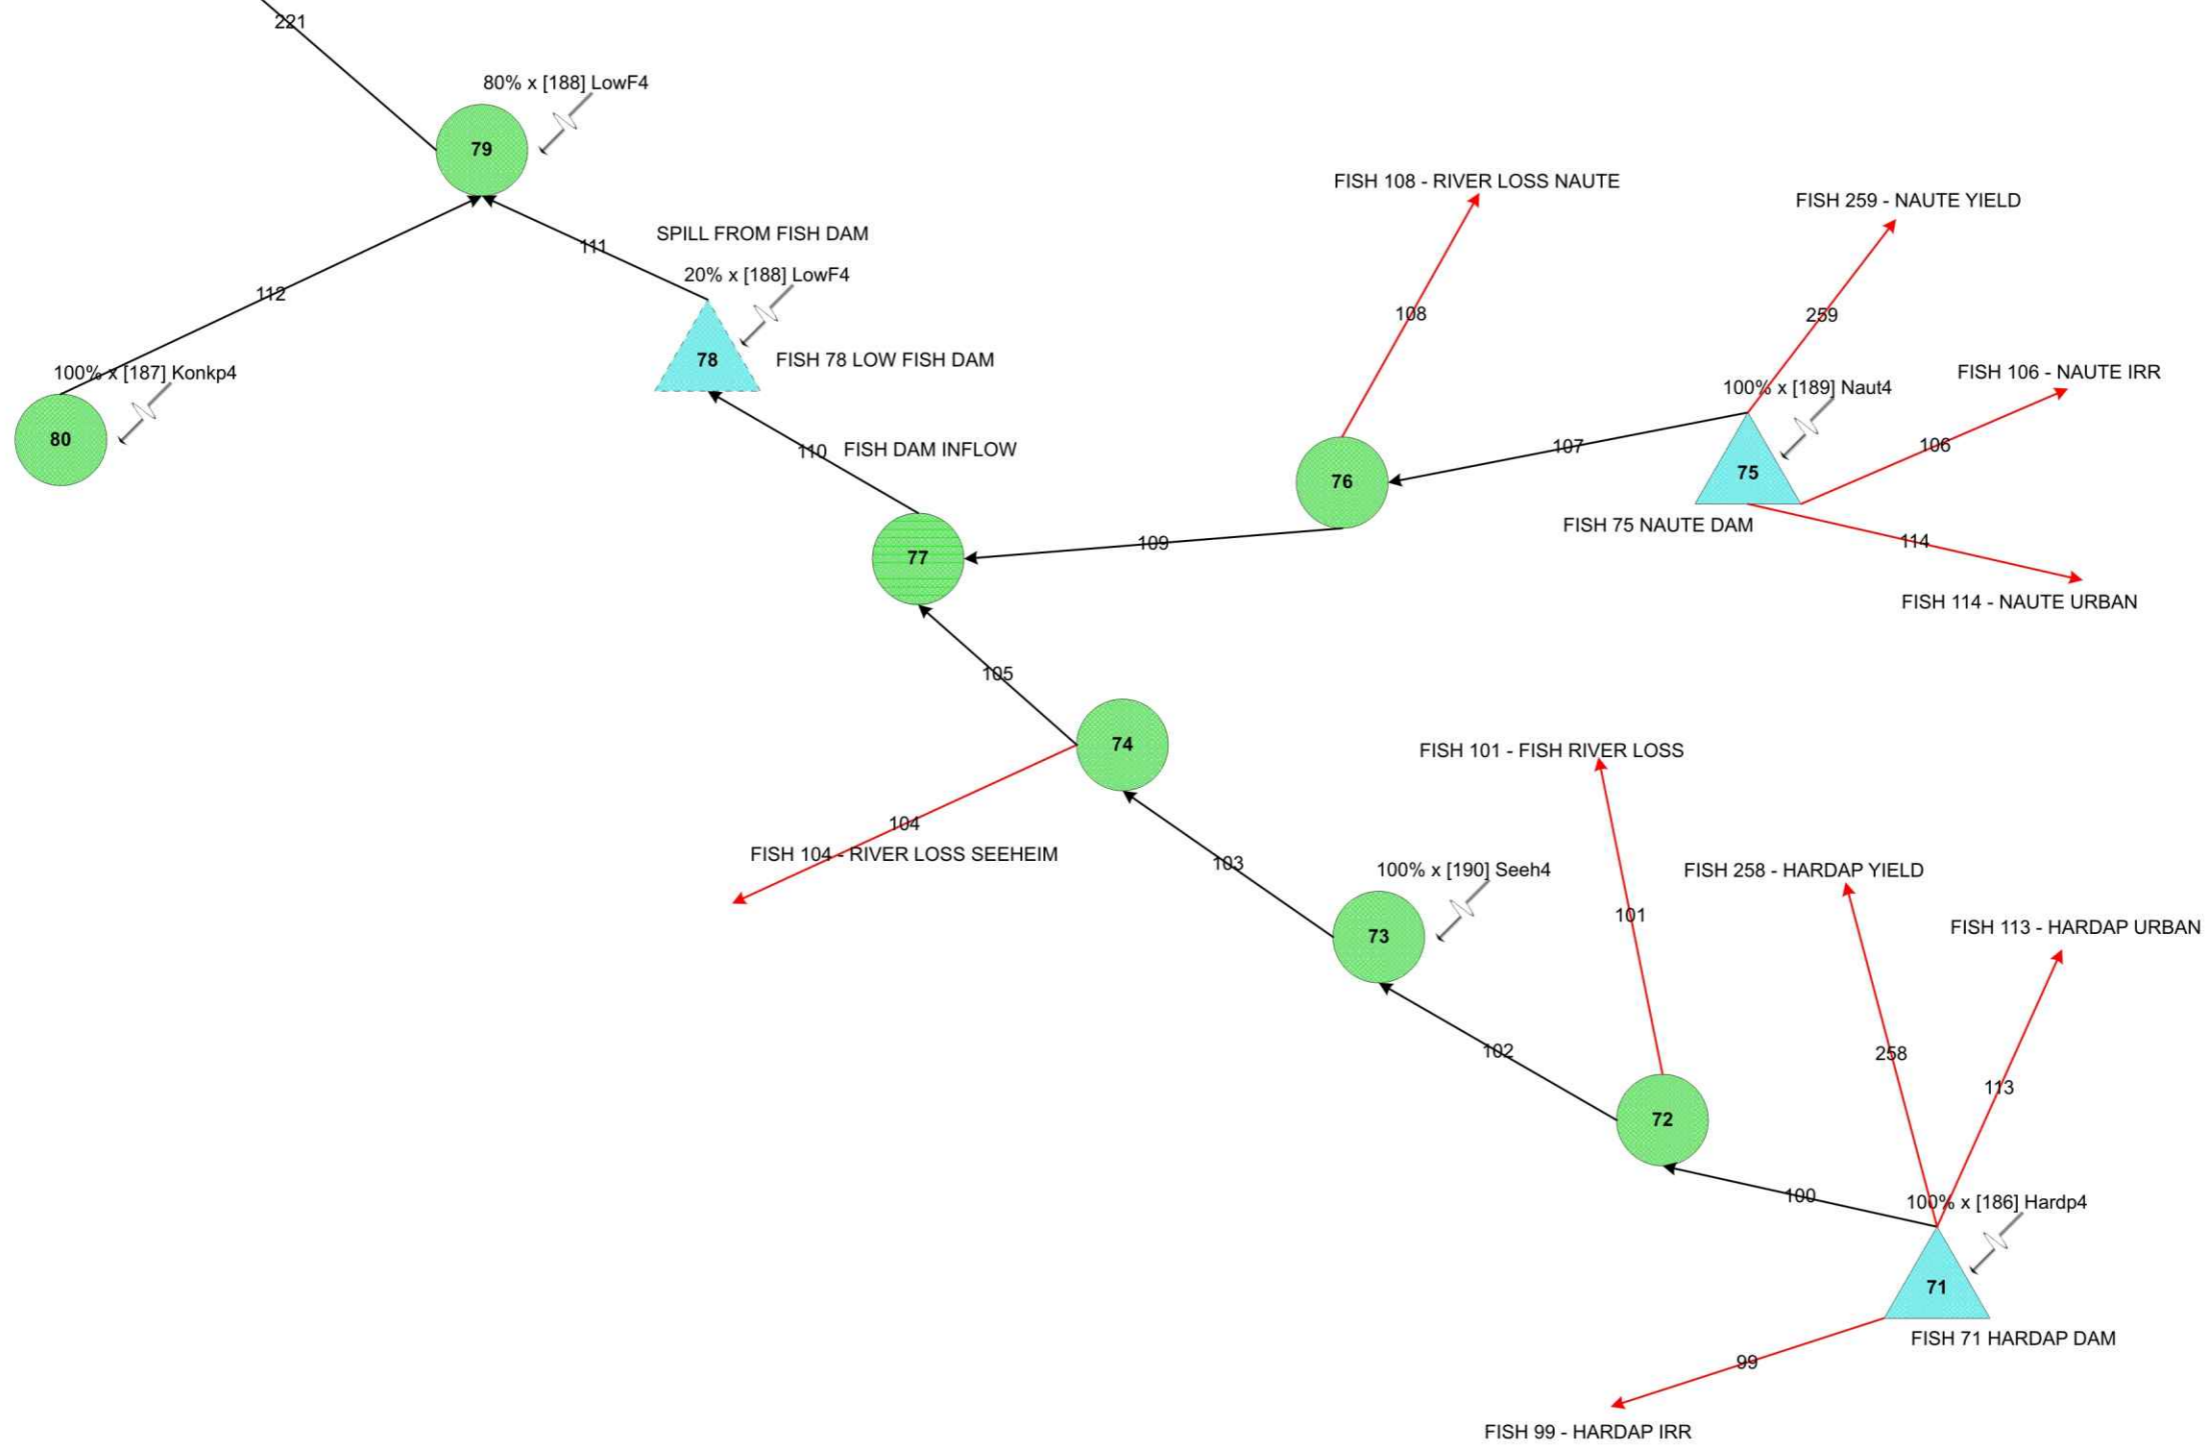 221
80% x [188] LowF4
79
FISH 108 - RIVER LOSS NAUTE
FISH 259 - NAUTE YIELD
SPILL FROM FISH DAM
111
20% x [188] LowF4
112
108
259
78
FISH 78 LOW FISH DAM
100% x [187] Konkp4
FISH 106 - NAUTE IRR
100% x [189] Naut4
80
110
FISH DAM INFLOW
107
106
76
75
FISH 75 NAUTE DAM
109
114
77
FISH 114 - NAUTE URBAN
105
74
FISH 101 - FISH RIVER LOSS
104
FISH 104 - RIVER LOSS SEEHEIM
103
100% x [190] Seeh4
FISH 258 - HARDAP YIELD
101
73
FISH 113 - HARDAP URBAN
102
258
113
72
100
100% x [186] Hardp4
71
FISH 71 HARDAP DAM
99
FISH 99 - HARDAP IRR